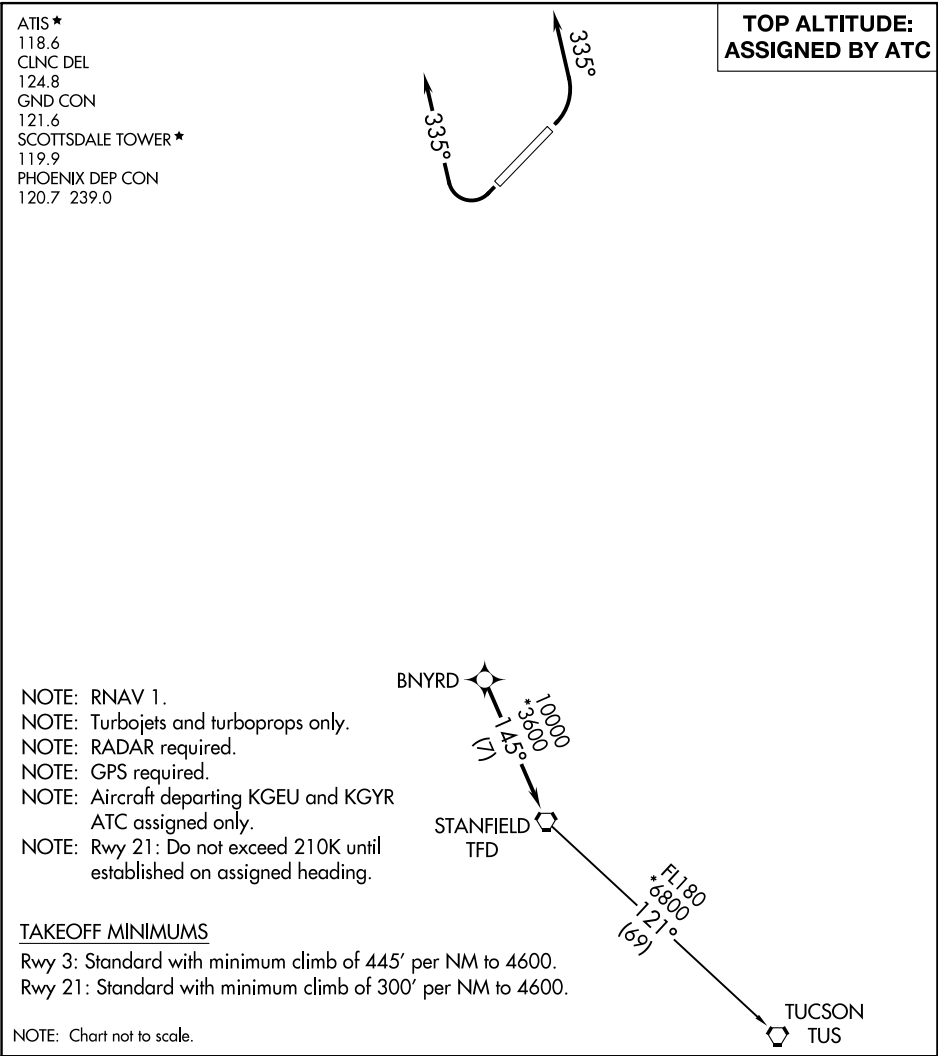 ATIS ★
118.6
CLNC DEL
124.8
GND CON
121.6
SCOTTSDALE TOWER ★
119.9
PHOENIX DEP CON
120.7 239.0
TOP ALTITUDE:
ASSIGNED BY ATC
335°
335°
BNYRD
10000
*3600
145°
(7)
STANFIELD
TFD
FL180
*6800
121°
(69)
TUCSON
TUS
NOTE: RNAV 1.
NOTE: Turbojets and turboprops only.
NOTE: RADAR required.
NOTE: GPS required.
NOTE: Aircraft departing KGEU and KGYR
ATC assigned only.
NOTE: Rwy 21: Do not exceed 210K until
established on assigned heading.
TAKEOFF MINIMUMS
Rwy 3: Standard with minimum climb of 445' per NM to 4600.
Rwy 21: Standard with minimum climb of 300' per NM to 4600.
NOTE: Chart not to scale.